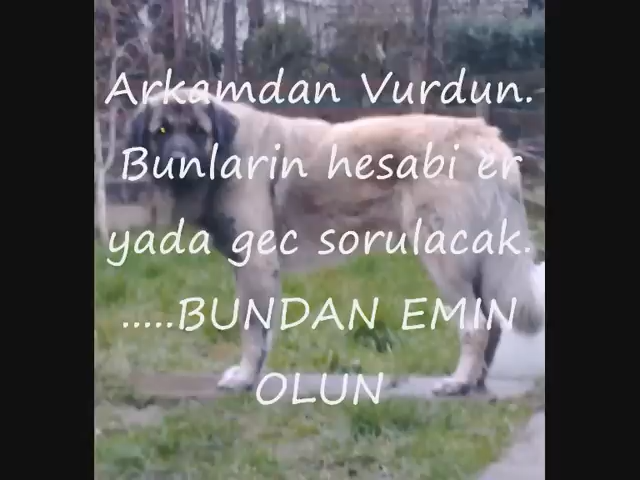 Arkamdan Vurdun.
Bunlarin hesabi er
yada gec sorulacak.
.....BUNDAN EMIN
OLUN